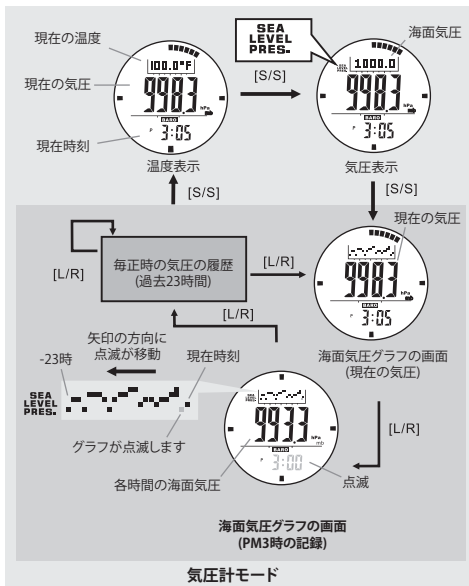 現在の温度
100.0°F
現在の気圧
998.3
hPa
BARO
現在時刻
P 3:05
温度表示
[S/S]
SEA
LEVEL
PRES.
海面気圧
SEA
LEVEL
PRES.
1000.0
998.3
hPa
BARO
P 3:05
気圧表示
[S/S]
[S/S]
現在の気圧
998.3
hPa
BARO
P 3:05
海面気圧グラフの画面
(現在の気圧)
[L/R]
毎正時の気圧の履歴
(過去23時間)
[L/R]
[L/R]
矢印の方向に
点滅が移動
-23時
現在時刻
SEA
LEVEL
PRES.
グラフが点滅します
993.3
hPa
mb
BARO
P 3:00
[L/R]
点滅
各時間の海面気圧
海面気圧グラフの画面
(PM3時の記録)
気圧計モード